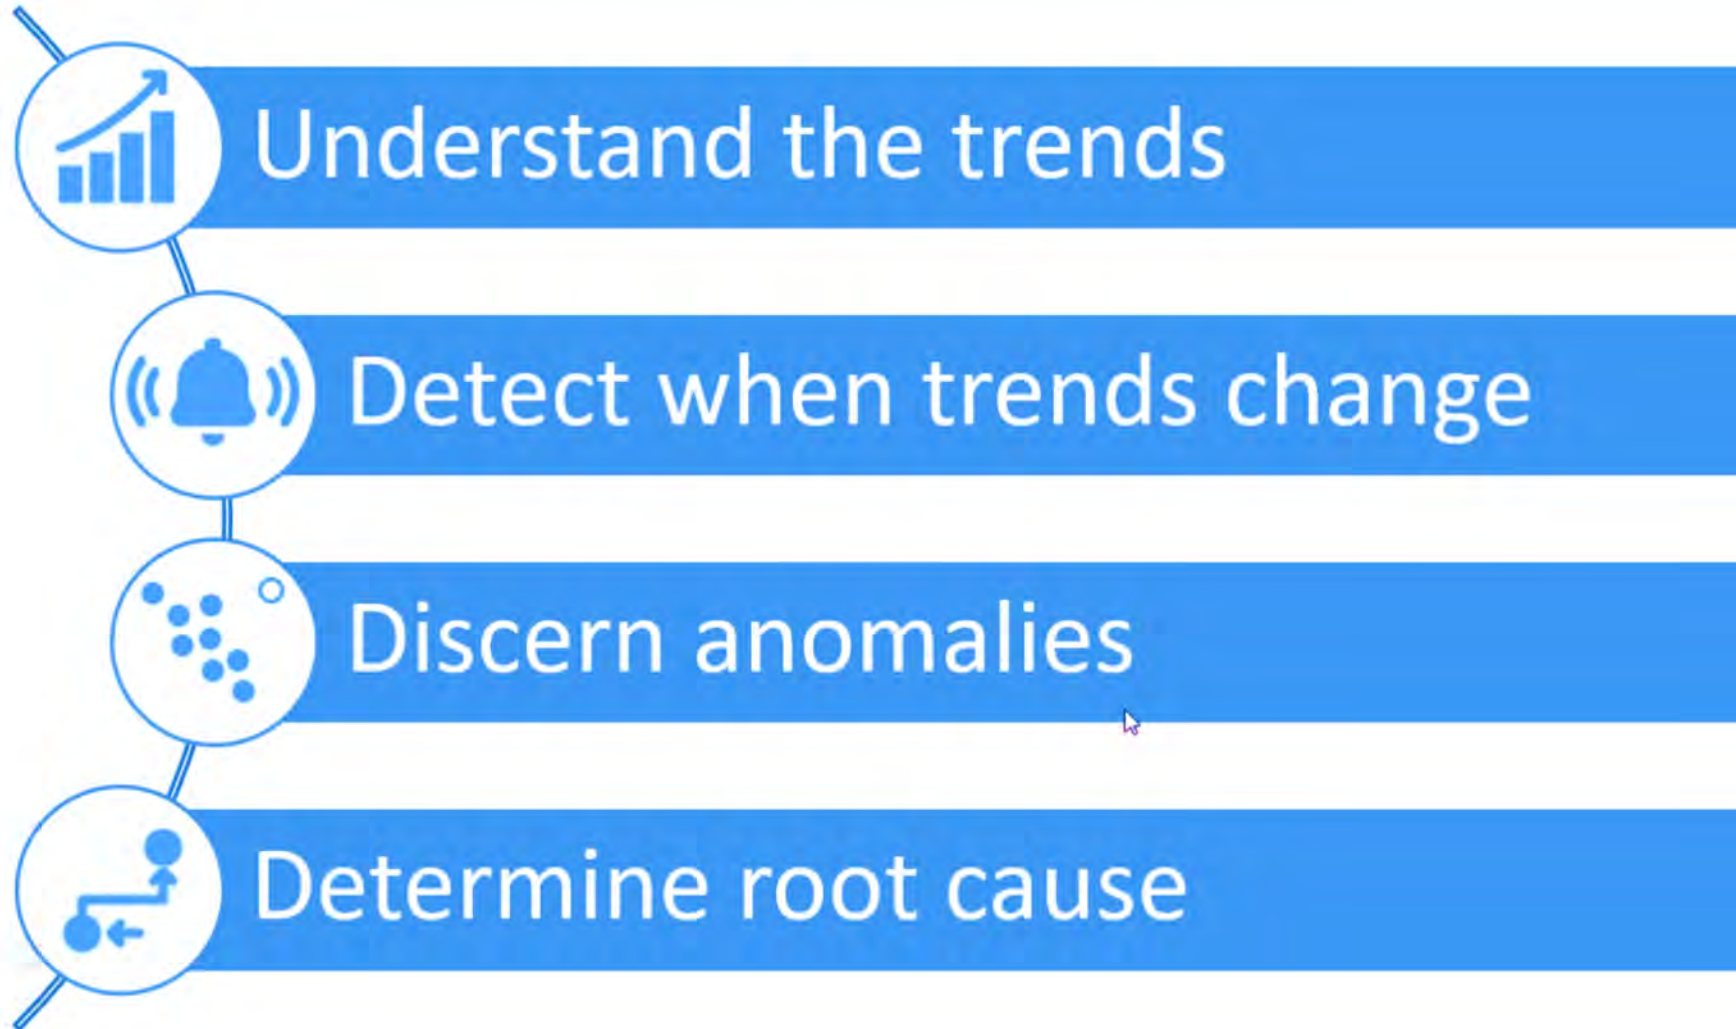 Understand the trends
Detect when trends change
Discern anomalies
Determine root cause